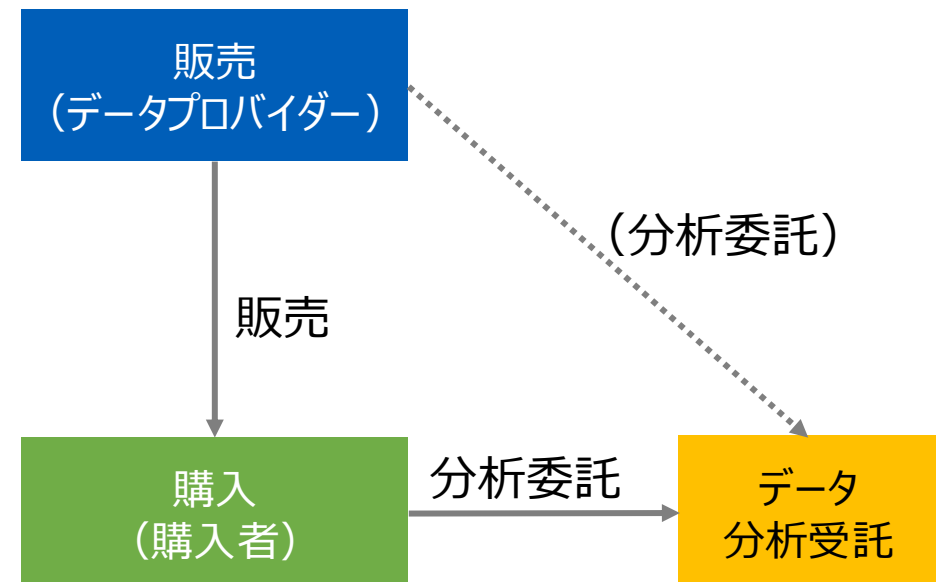 販売
（データプロバイダー）
（分析委託）
販売
購入
（購入者）
分析委託
データ
分析受託